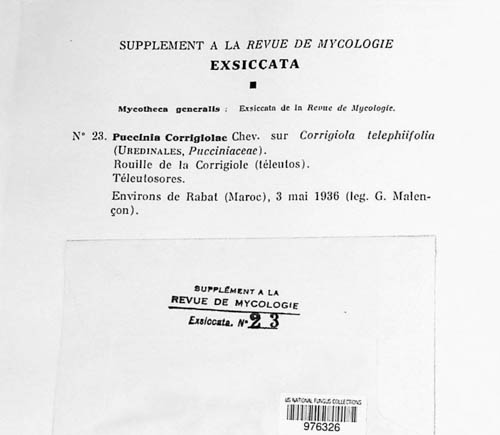 SUPPLEMENT A LA REVUE DE MYCOLOGIE
EXSICCATA
Mycotheca generalis : Exsiccata de la Revue de Mycologie.
N° 23. Puccinia Corrigiolae Chev. sur Corrigiola telephiifolia
(UREDINALES, Pucciniaceae).
Rouille de la Corrigiole (téleutos).
Téleutosores.
Environs de Rabat (Maroc), 3 mai 1936 (leg. G. Malen-
çon).
SUPPLÉMENT A LA
REVUE DE MYCOLOGIE
Exsiccata. N° 23
US NATIONAL FUNGUS COLLECTIONS
976326